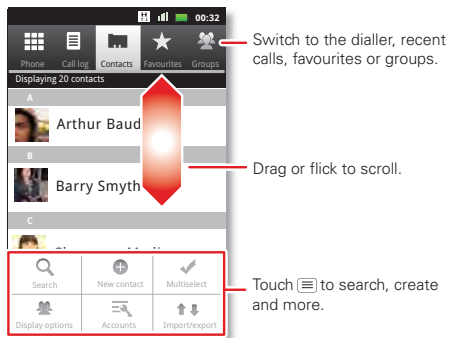 H 00:32
Phone Call log Contacts Favourites Groups
Displaying 20 contacts
A
Arthur Baud
B
Barry Smyth
C
Search New contact Multiselect
Display options Accounts Import/export
Switch to the dialler, recent
calls, favourites or groups.
Drag or flick to scroll.
Touch to search, create
and more.